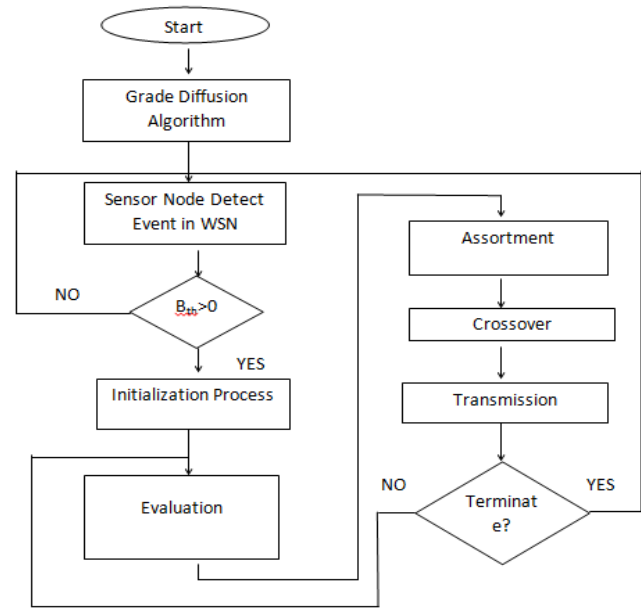 Start
Grade Diffusion
Algorithm
Sensor Node Detect
Event in WSN
NO
Bth>0
YES
Initialization Process
Evaluation
Assortment
Crossover
Transmission
NO
Terminat
e?
YES